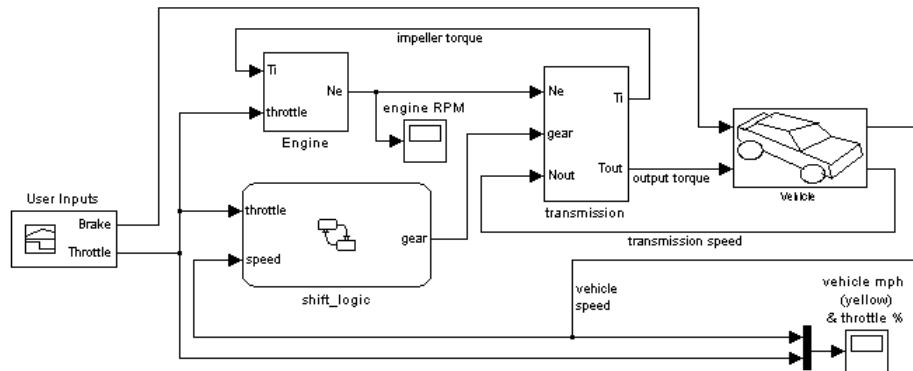 impeller torque
Ti
Ne
throttle
Engine
engine RPM
Ne
Ti
gear
Nout
Tout
transmission
output torque
Vehicle
transmission speed
User Inputs
Brake
Throttle
throttle
gear
speed
shift_logic
vehicle
speed
vehicle mph
(yellow)
& throttle %